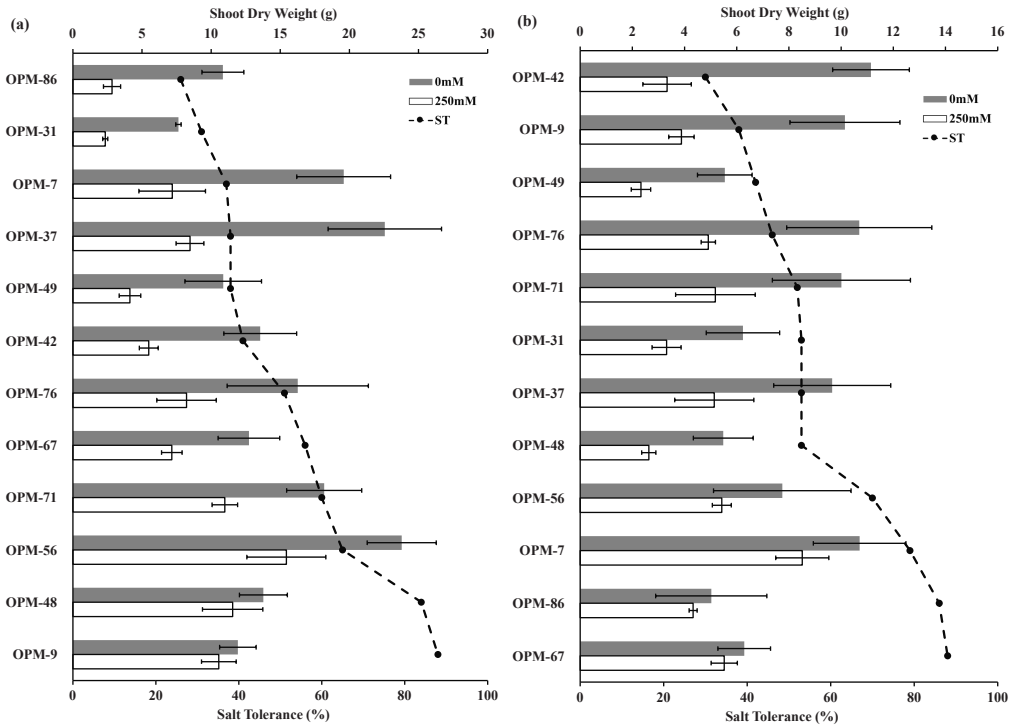 (a)
Shoot Dry Weight (g)
0 5 10 15 20 25 30
OPM-86
OPM-31
OPM-7
OPM-37
OPM-49
OPM-42
OPM-76
OPM-67
OPM-71
OPM-56
OPM-48
OPM-9
0mM
250mM
ST
0 20 40 60 80 100
Salt Tolerance (%)
(b)
Shoot Dry Weight (g)
0 2 4 6 8 10 12 14 16
OPM-42
OPM-9
OPM-49
OPM-76
OPM-71
OPM-31
OPM-37
OPM-48
OPM-56
OPM-7
OPM-86
OPM-67
0mM
250mM
ST
0 20 40 60 80 100
Salt Tolerance (%)